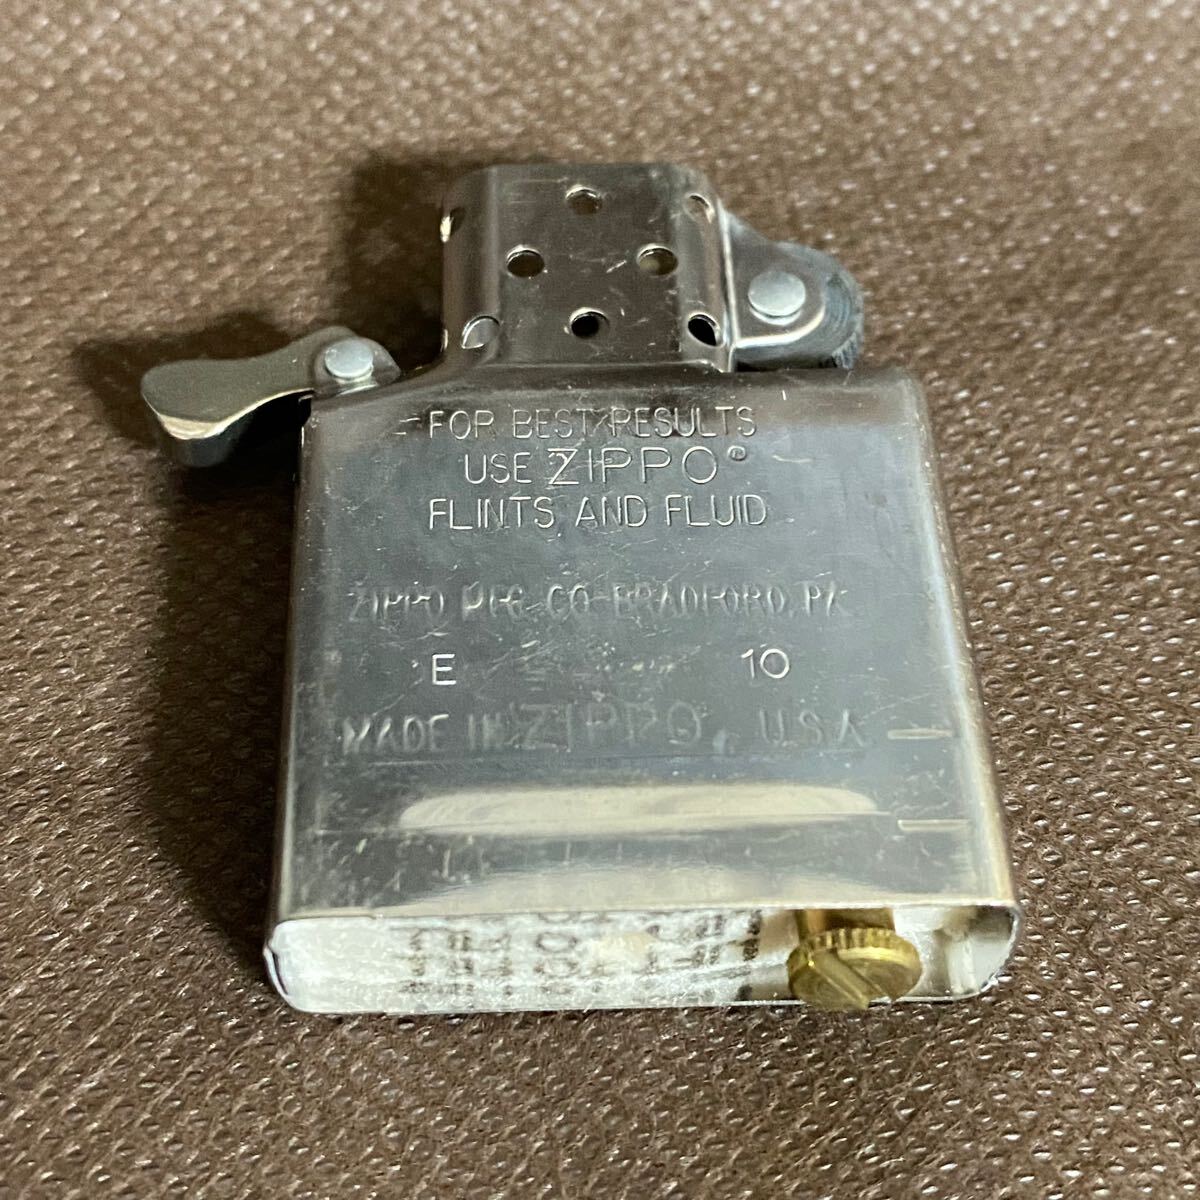 FOR BEST RESULTS
USE ZIPPO®
FLINTS AND FLUID
ZIPPO MFG. CO. BRADFORD, PA.
E 10
MADE IN ZIPPO. U.S.A